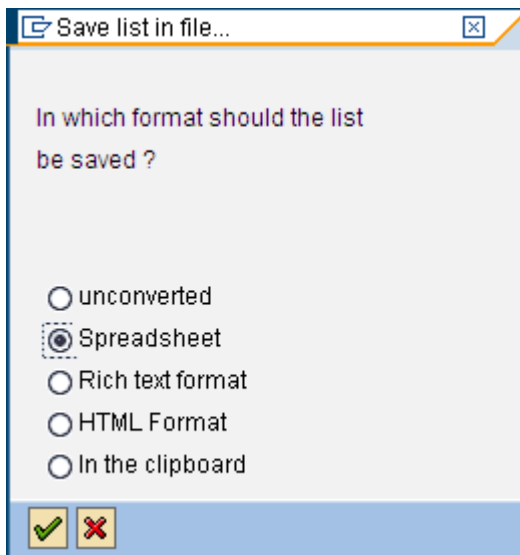 Save list in file...
In which format should the list
be saved ?
unconverted
Spreadsheet
Rich text format
HTML Format
In the clipboard